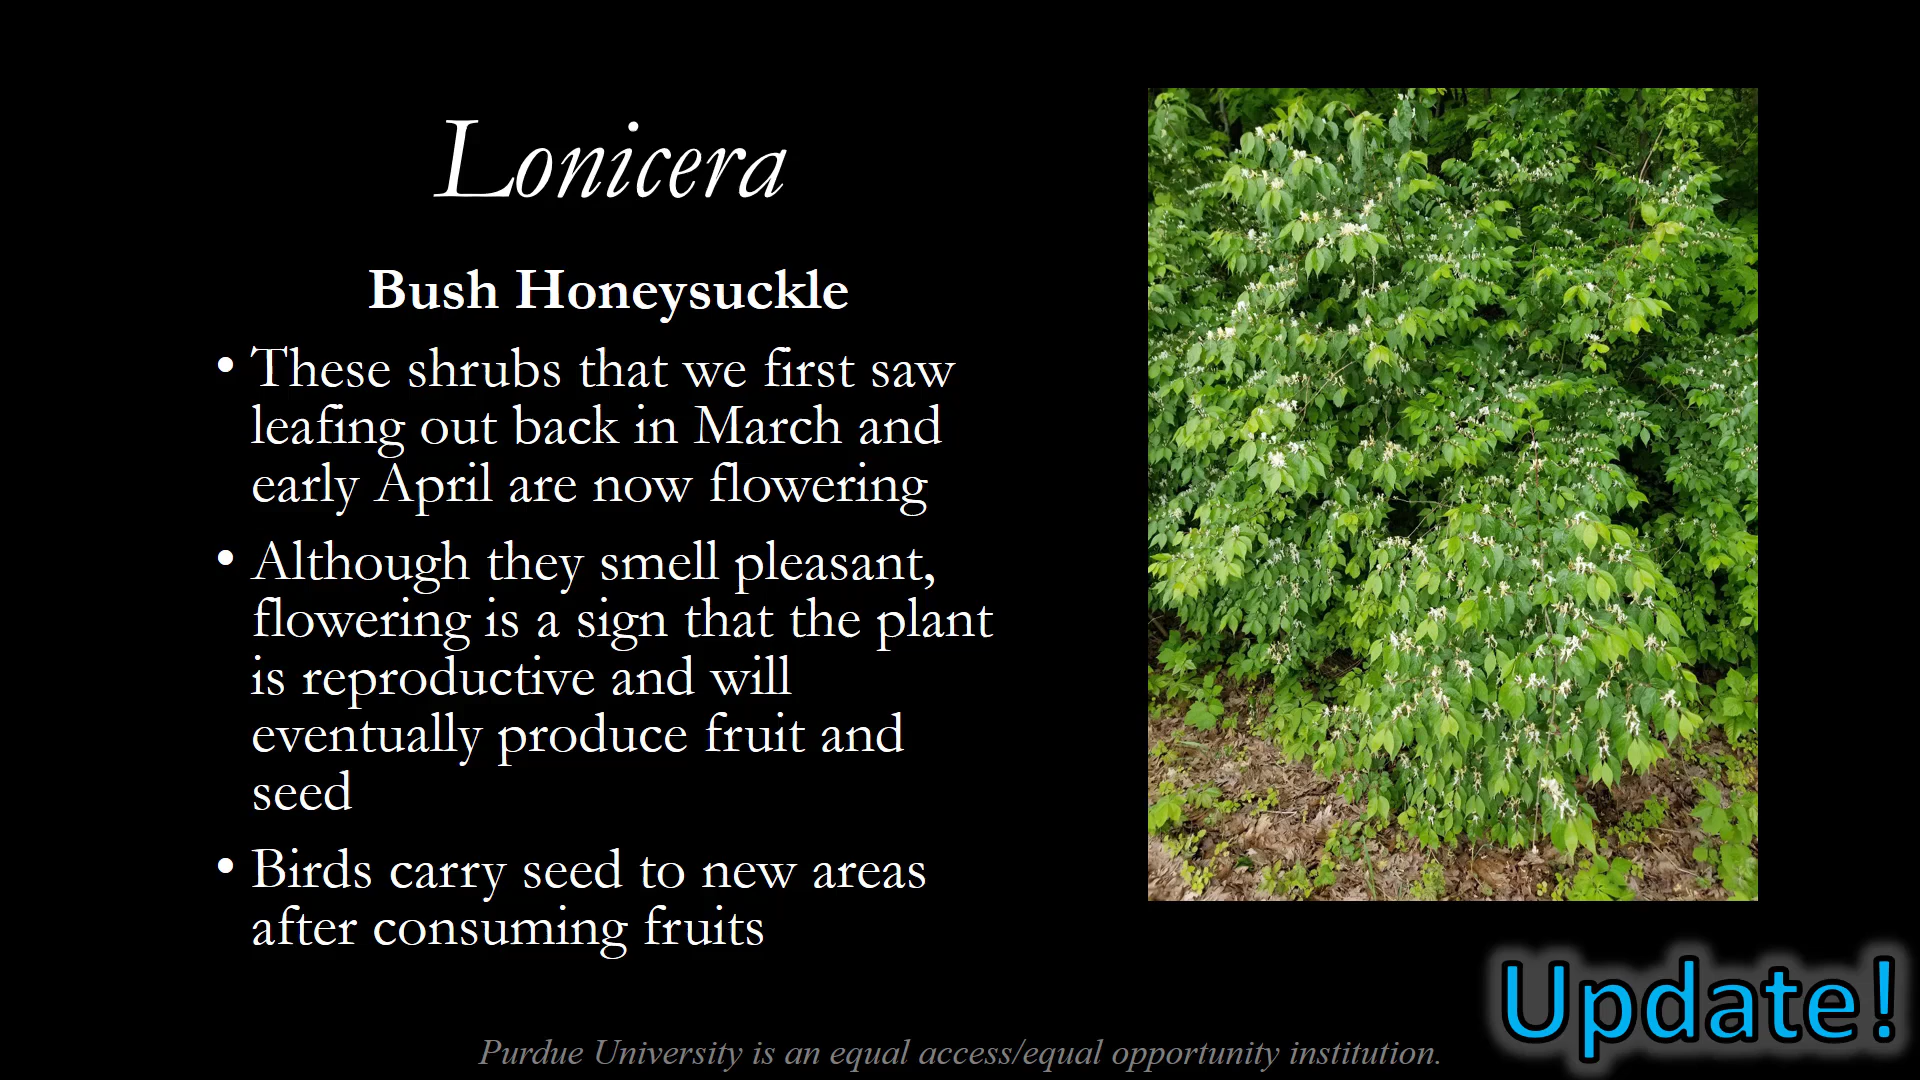 Lonicera
Bush Honeysuckle
• These shrubs that we first saw
leafing out back in March and
early April are now flowering
• Although they smell pleasant,
flowering is a sign that the plant
is reproductive and will
eventually produce fruit and
seed
• Birds carry seed to new areas
after consuming fruits
Update!
Purdue University is an equal access/equal opportunity institution.